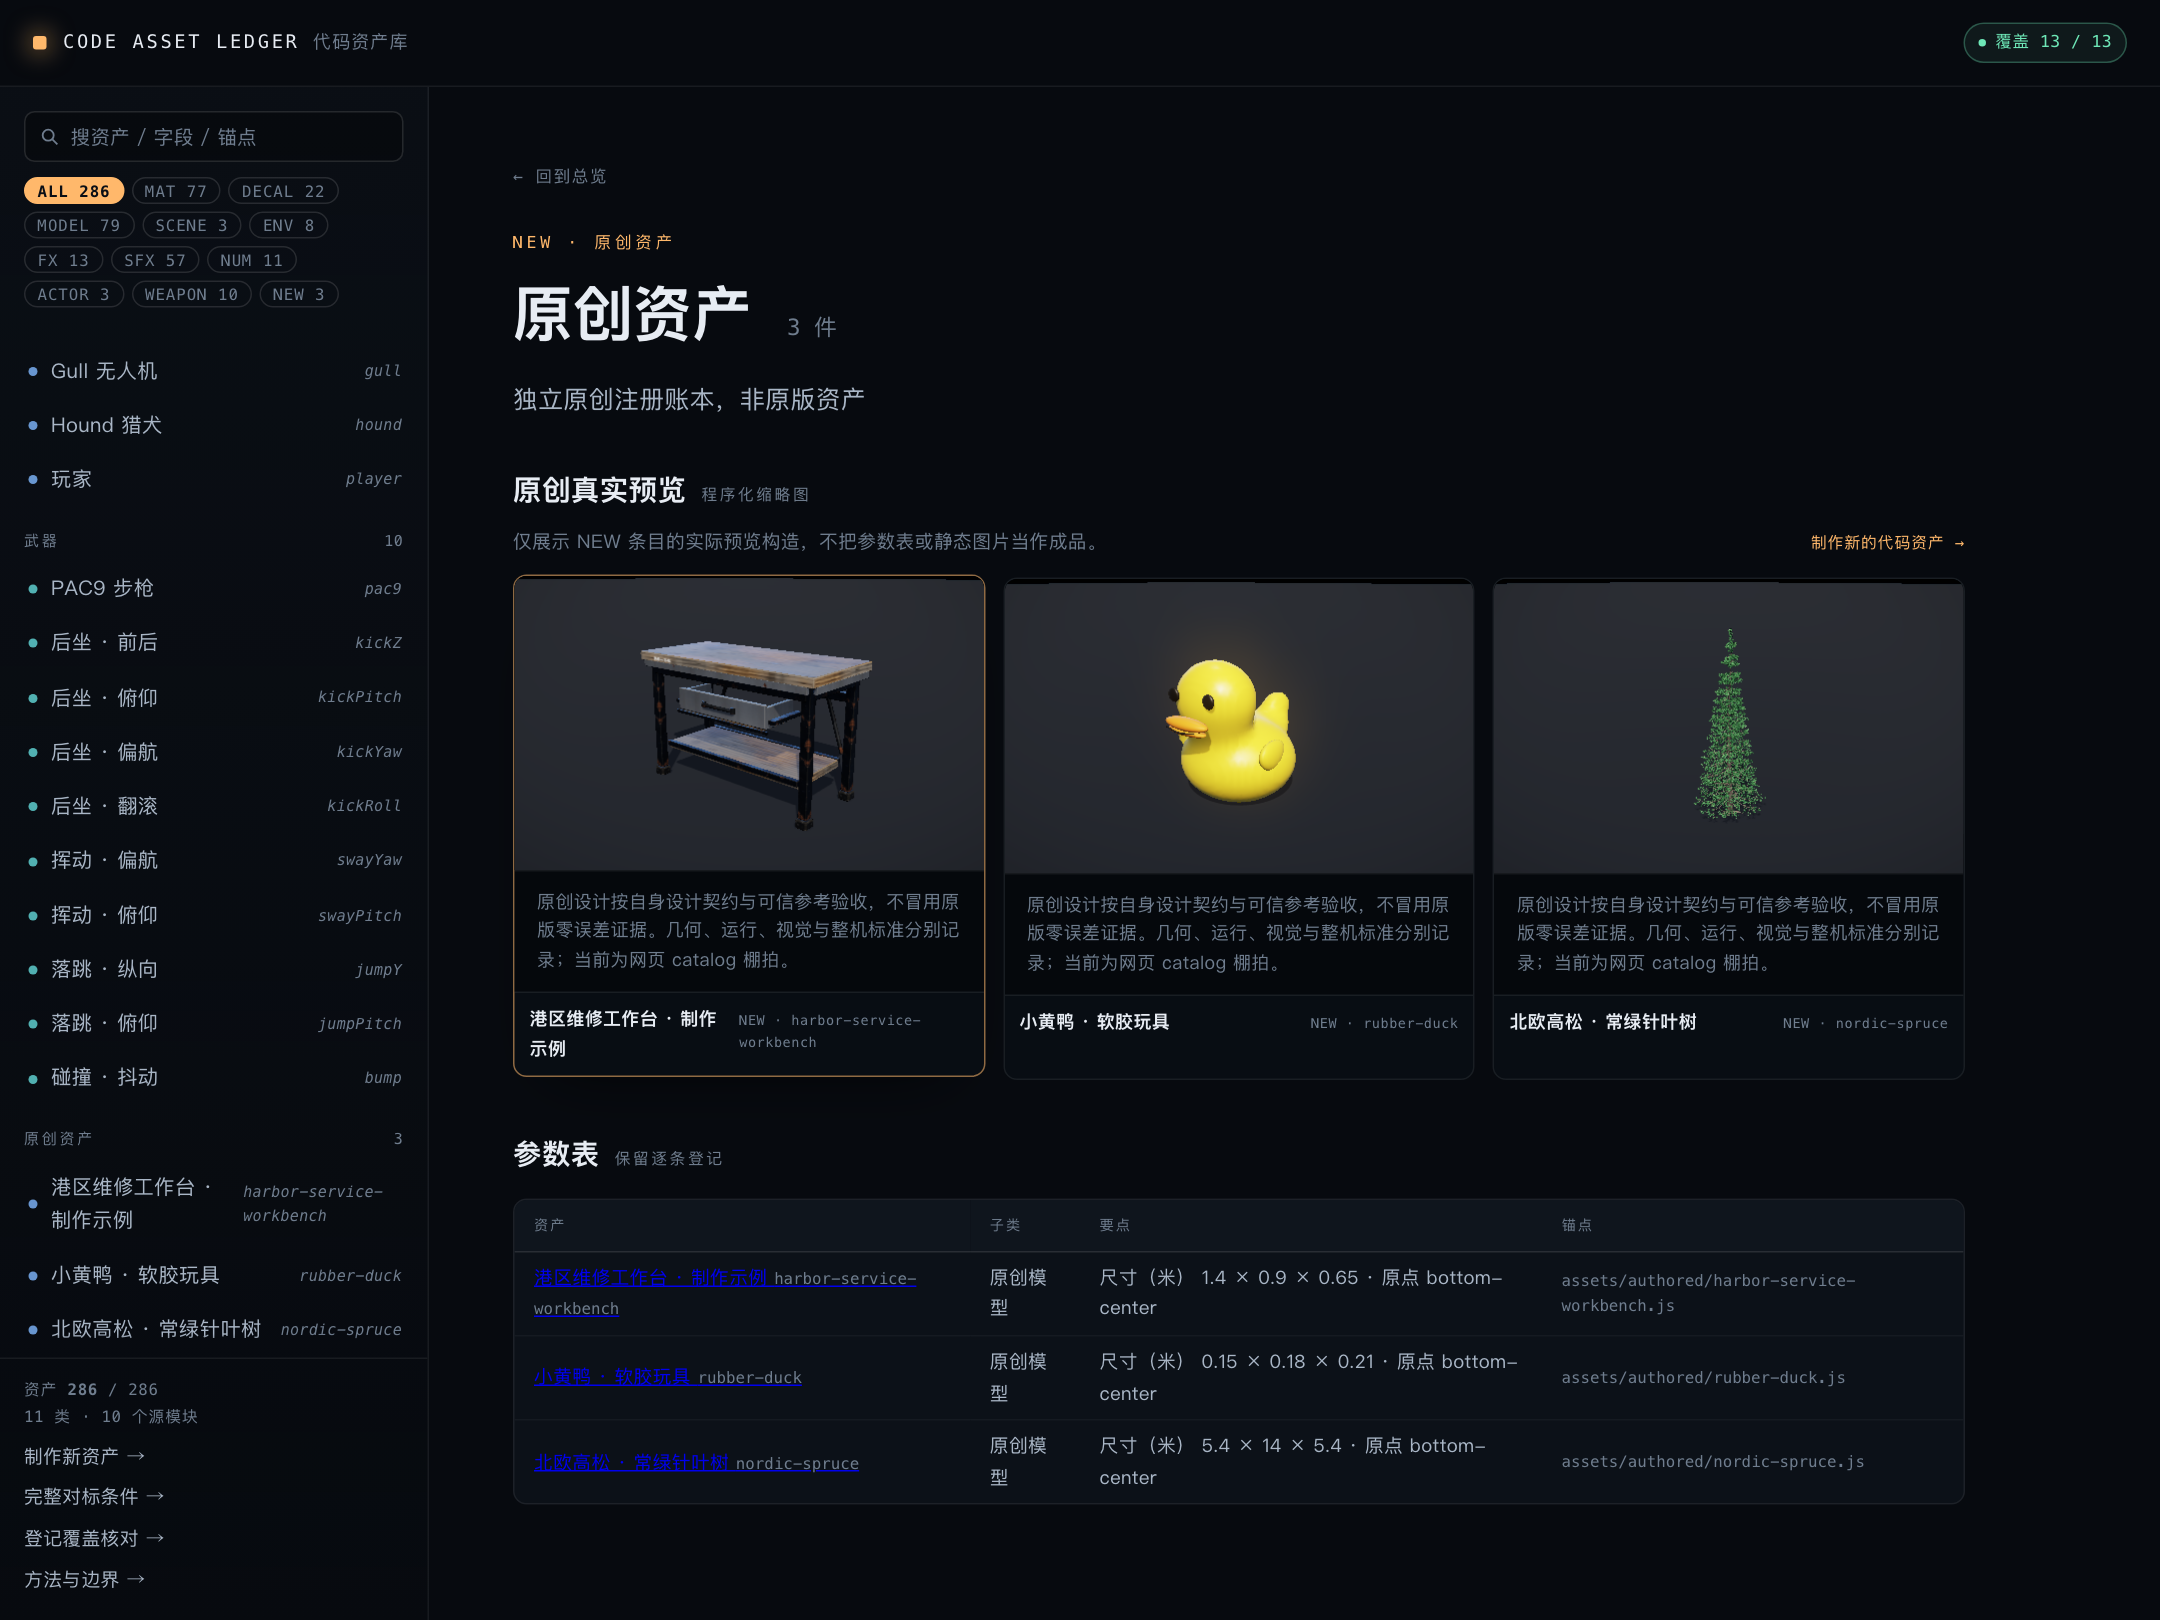 CODE ASSET LEDGER 代码资产库
覆盖 13 / 13
搜资产 / 字段 / 锚点
ALL 286 MAT 77 DECAL 22
MODEL 79 SCENE 3 ENV 8
FX 13 SFX 57 NUM 11
ACTOR 3 WEAPON 10 NEW 3
Gull 无人机 gull
Hound 猎犬 hound
玩家 player
武器 10
PAC9 步枪 pac9
后坐 · 前后 kickZ
后坐 · 俯仰 kickPitch
后坐 · 偏航 kickYaw
后坐 · 翻滚 kickRoll
挥动 · 偏航 swayYaw
挥动 · 俯仰 swayPitch
落跳 · 纵向 jumpY
落跳 · 俯仰 jumpPitch
碰撞 · 抖动 bump
原创资产 3
港区维修工作台 · harbor-service-
制作示例 workbench
小黄鸭 · 软胶玩具 rubber-duck
北欧高松 · 常绿针叶树 nordic-spruce
资产 286 / 286
11 类 · 10 个源模块
制作新资产 →
完整对标条件 →
登记覆盖核对 →
方法与边界 →
← 回到总览
NEW · 原创资产
原创资产 3 件
独立原创注册账本，非原版资产
原创真实预览 程序化缩略图
仅展示 NEW 条目的实际预览构造，不把参数表或静态图片当作成品。
制作新的代码资产 →
原创设计按自身设计契约与可信参考验收，不冒用原
版零误差证据。几何、运行、视觉与整机标准分别记
录；当前为网页 catalog 棚拍。
港区维修工作台 · 制作 NEW · harbor-service-
示例 workbench
原创设计按自身设计契约与可信参考验收，不冒用原
版零误差证据。几何、运行、视觉与整机标准分别记
录；当前为网页 catalog 棚拍。
小黄鸭 · 软胶玩具 NEW · rubber-duck
原创设计按自身设计契约与可信参考验收，不冒用原
版零误差证据。几何、运行、视觉与整机标准分别记
录；当前为网页 catalog 棚拍。
北欧高松 · 常绿针叶树 NEW · nordic-spruce
参数表 保留逐条登记
资产 子类 要点 锚点
港区维修工作台 · 制作示例 harbor-service- 原创模 尺寸（米） 1.4 × 0.9 × 0.65 · 原点 bottom- assets/authored/harbor-service-
workbench 型 center workbench.js
小黄鸭 · 软胶玩具 rubber-duck 原创模 尺寸（米） 0.15 × 0.18 × 0.21 · 原点 bottom- assets/authored/rubber-duck.js
型 center
北欧高松 · 常绿针叶树 nordic-spruce 原创模 尺寸（米） 5.4 × 14 × 5.4 · 原点 bottom- assets/authored/nordic-spruce.js
型 center